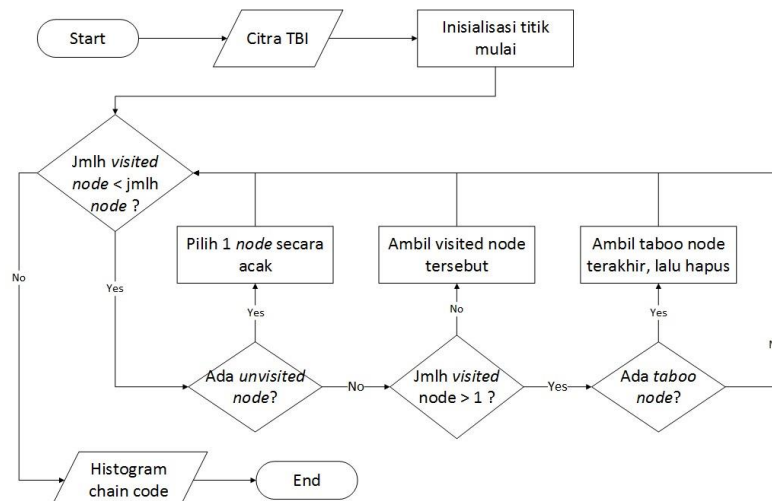 Start
Citra TBI
Inisialisasi titik
mulai
Jmlh visited
node < jmlh
node ?
Pilih 1 node secara
acak
Ambil visited node
tersebut
Ambil taboo node
terakhir, lalu hapus
No
Yes
Yes
No
Yes
Ada unvisited
node?
No
Jmlh visited
node > 1 ?
Yes
Ada taboo
node?
Histogram
chain code
End